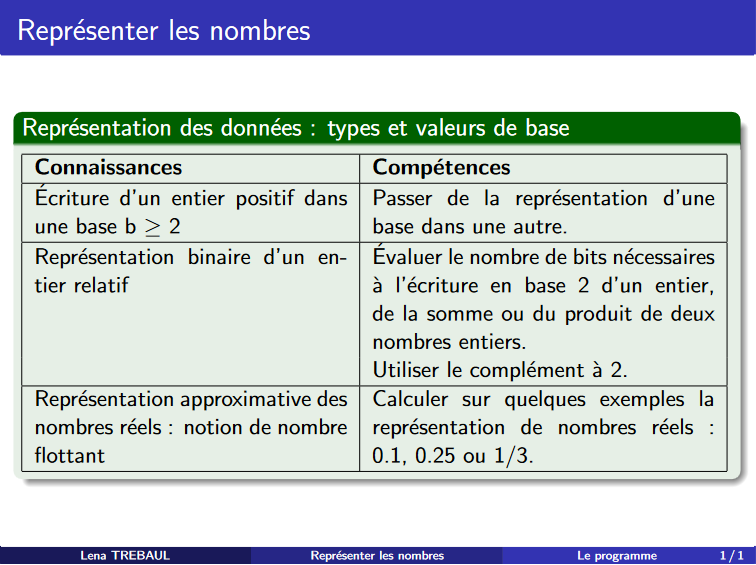 Représenter les nombres
Représentation des données : types et valeurs de base
Connaissances
Compétences
Écriture d'un entier positif dans
une base b ≥ 2
Passer de la représentation d'une
base dans une autre.
Représentation binaire d'un en-
tier relatif
Évaluer le nombre de bits nécessaires
à l'écriture en base 2 d'un entier,
de la somme ou du produit de deux
nombres entiers.
Utiliser le complément à 2.
Représentation approximative des
nombres réels : notion de nombre
flottant
Calculer sur quelques exemples la
représentation de nombres réels :
0.1, 0.25 ou 1/3.
Lena TREBAUL
Représenter les nombres
Le programme
1 / 1